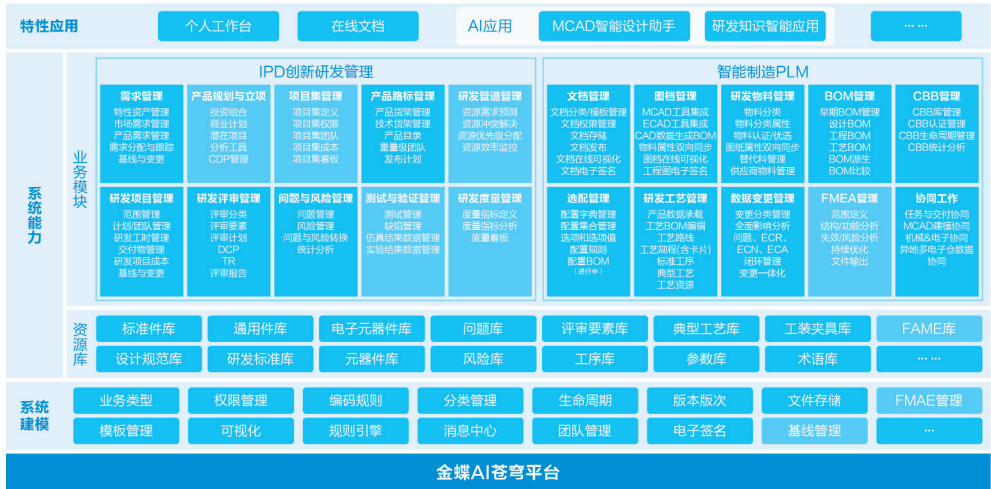 特性应用
个人工作台
在线文档
AI应用
MCAD智能设计助手
研发知识智能应用
... ...
系统能力
业务模块
IPD创新研发管理
需求管理
特性资产管理
市场需求管理
产品需求管理
需求分配与跟踪
基线与变更
产品规划与立项
投资组合
商业计划
潜在项目
分析工具
CDP管理
项目集管理
项目集定义
项目集权限
项目集团队
项目集成本
项目集看板
产品路标管理
产品货架管理
技术货架管理
产品目录
重量级团队
发布计划
研发管道管理
资源需求预测
资源冲突解决
资源优先级分配
资源效率监控
研发项目管理
范围管理
计划/团队管理
研发工时管理
交付物管理
研发项目成本
基线与变更
研发评审管理
评审分类
评审要素
评审计划
DCP
TR
评审报告
问题与风险管理
问题管理
风险管理
问题与风险转换
统计分析
测试与验证管理
测试管理
缺陷管理
仿真结果数据管理
实验结果数据管理
研发度量管理
度量指标定义
度量指标分析
度量看板
智能制造PLM
文档管理
文档分类/模板管理
文档权限管理
文档存储
文档发布
文档在线可视化
文档电子签名
图档管理
MCAD工具集成
ECAD工具集成
CAD数据生成BOM
物料属性双向同步
图档在线可视化
工程图电子签名
研发物料管理
物料分类
物料分类属性
物料认证/优选
图纸属性双向同步
替代料管理
供应商物料管理
BOM管理
早期BOM管理
设计BOM
工程BOM
工艺BOM
BOM派生
BOM比较
CBB管理
CBB库管理
CBB认证管理
CBB生命周期管理
CBB统计分析
选配管理
配置字典管理
配置集合管理
选项和选项值
配置规则
配置BOM
(进行中)
研发工艺管理
产品数据承载
工艺BOM编辑
工艺路线
工艺规程(含卡片)
标准工序
典型工艺
工艺资源
数据变更管理
变更分类管理
全面影响分析
问题、ECR、
ECN、ECA
闭环管理
变更一体化
FMEA管理
范围定义
结构/功能分析
失效/风险分析
持续优化
文件输出
协同工作
任务与交付协同
MCAD建模协同
机械&电子协同
异地多电子仓数据
协同
资源库
标准件库
通用件库
电子元器件库
问题库
评审要素库
典型工艺库
工装夹具库
FAME库
设计规范库
研发标准库
元器件库
风险库
工序库
参数库
术语库
... ...
系统
建模
业务类型
权限管理
编码规则
分类管理
生命周期
版本版次
文件存储
FMAE管理
模板管理
可视化
规则引擎
消息中心
团队管理
电子签名
基线管理
...
金蝶AI苍穹平台